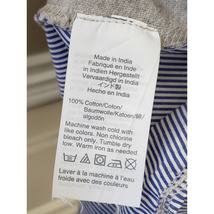 Made in India
Fabriqué en Inde
In Indien Hergestellt
Vervaardigd in India
インド製
Hecho en India
100% Cotton/Coton/
Baumwolle/Katoen/綿/
algodón
Machine wash cold with
like colors. Only non
chlorine bleach. Tumble dry
low. Warm iron as needed.
Laver à la machine à l'eau
froide avec des couleurs